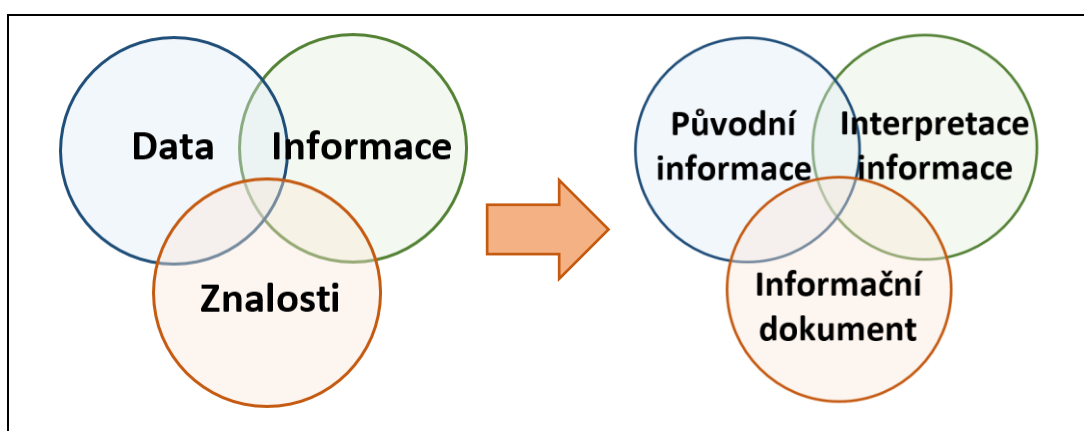 Data
Informace
Znalosti
Původní
informace
Interpretace
informace
Informační
dokument